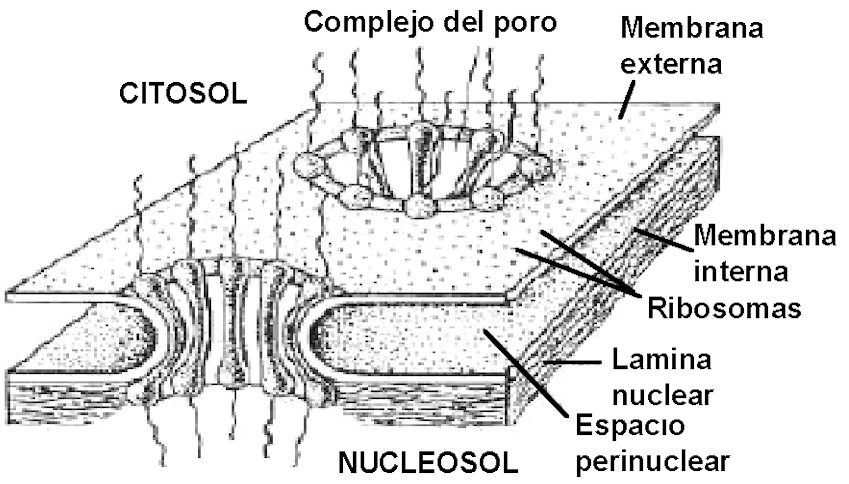 Complejo del poro
Membrana
externa
CITOSOL
Membrana
interna
Ribosomas
Lamina
nuclear
Espacio
perinuclear
NUCLEOSOL